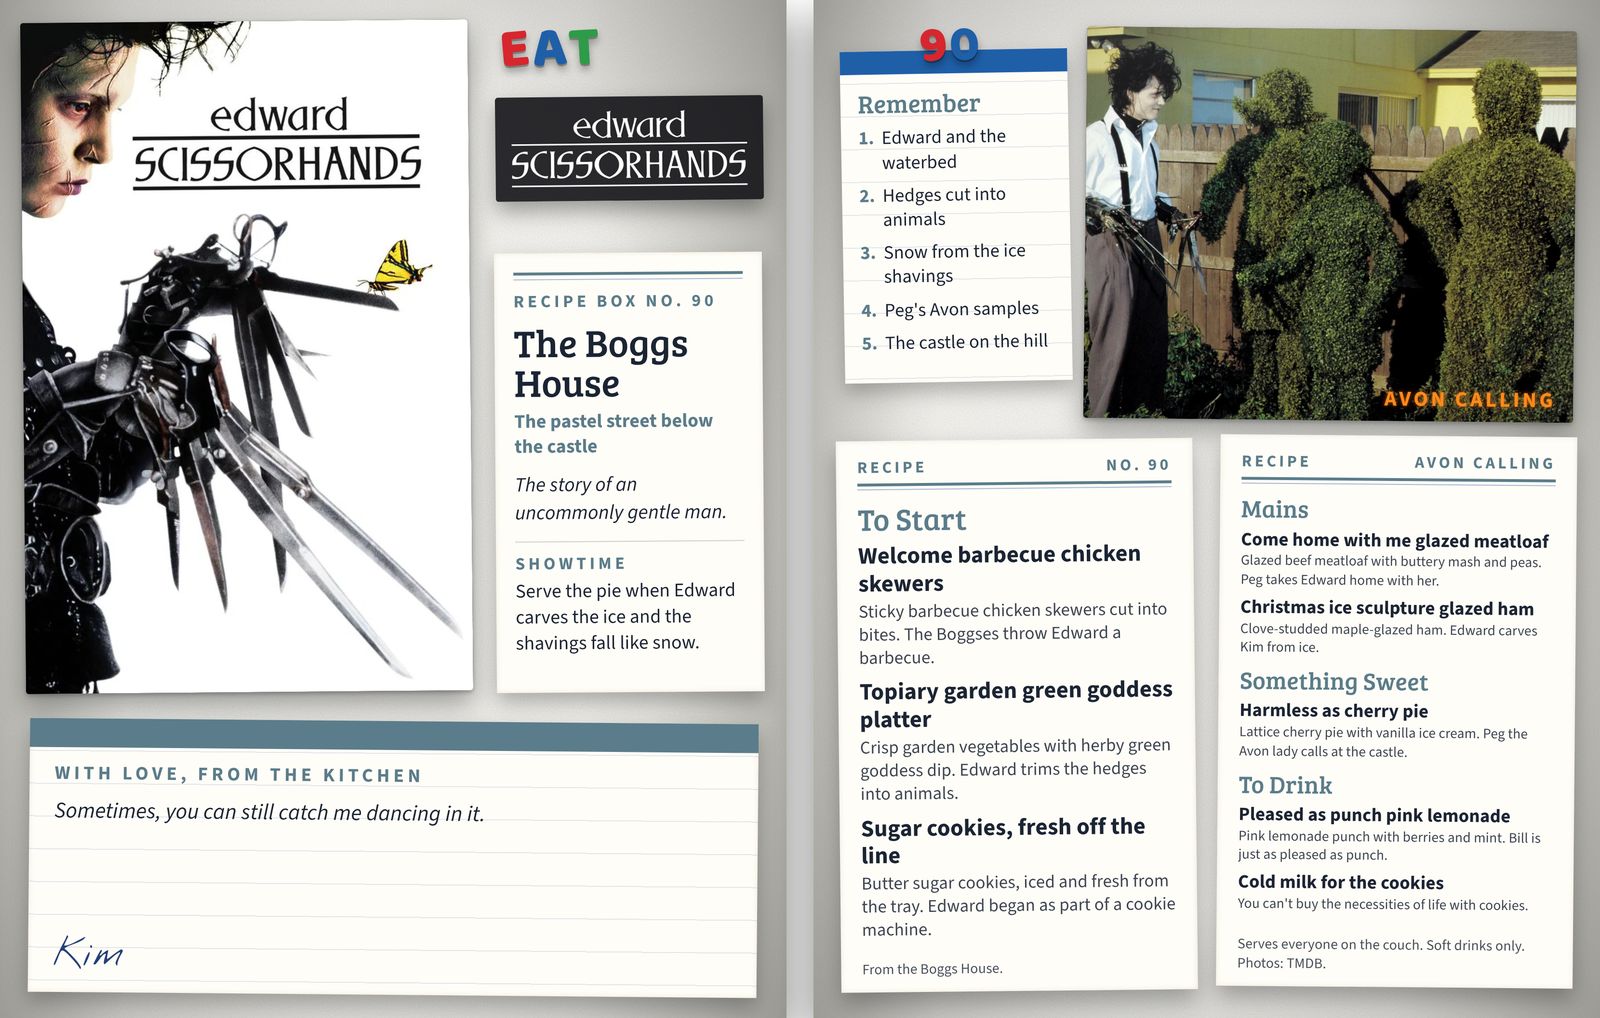 edward
SCISSORHANDS
EAT
edward
SCISSORHANDS
RECIPE BOX NO. 90
The Boggs
House
The pastel street below
the castle
The story of an
uncommonly gentle man.
SHOWTIME
Serve the pie when Edward
carves the ice and the
shavings fall like snow.
WITH LOVE, FROM THE KITCHEN
Sometimes, you can still catch me dancing in it.
Kim
90
Remember
1. Edward and the
waterbed
2. Hedges cut into
animals
3. Snow from the ice
shavings
4. Peg's Avon samples
5. The castle on the hill
AVON CALLING
RECIPE NO. 90
To Start
Welcome barbecue chicken
skewers
Sticky barbecue chicken skewers cut into
bites. The Boggses throw Edward a
barbecue.
Topiary garden green goddess
platter
Crisp garden vegetables with herby green
goddess dip. Edward trims the hedges
into animals.
Sugar cookies, fresh off the
line
Butter sugar cookies, iced and fresh from
the tray. Edward began as part of a cookie
machine.
From the Boggs House.
RECIPE AVON CALLING
Mains
Come home with me glazed meatloaf
Glazed beef meatloaf with buttery mash and peas.
Peg takes Edward home with her.
Christmas ice sculpture glazed ham
Clove-studded maple-glazed ham. Edward carves
Kim from ice.
Something Sweet
Harmless as cherry pie
Lattice cherry pie with vanilla ice cream. Peg the
Avon lady calls at the castle.
To Drink
Pleased as punch pink lemonade
Pink lemonade punch with berries and mint. Bill is
just as pleased as punch.
Cold milk for the cookies
You can't buy the necessities of life with cookies.
Serves everyone on the couch. Soft drinks only.
Photos: TMDB.